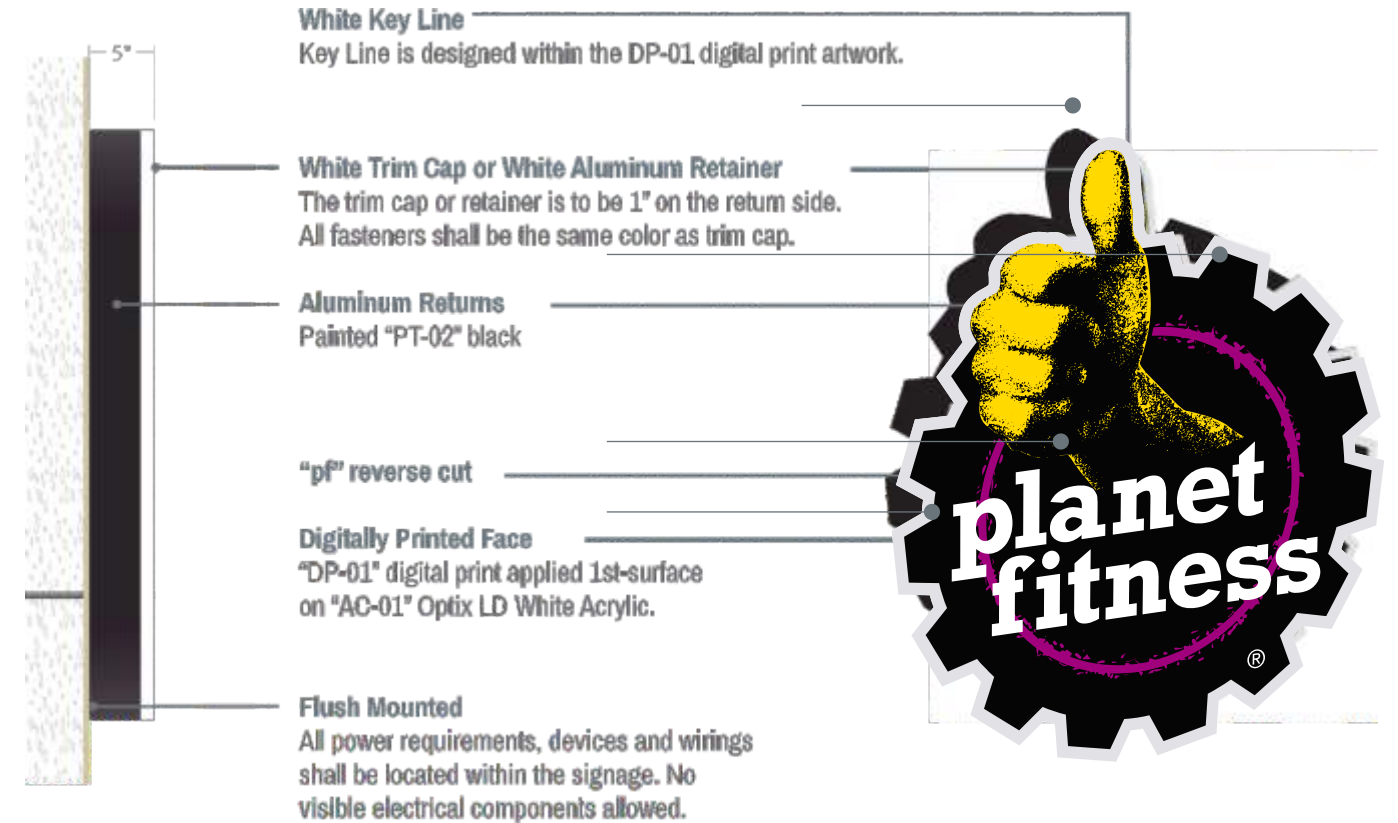 White Key Line
Key Line is designed within the DP-01 digital print artwork.
5"
White Trim Cap or White Aluminum Retainer
The trim cap or retainer is to be 1” on the return side.
All fasteners shall be the same color as trim cap.
Aluminum Returns
Painted “PT-02” black
“pf” reverse cut
Digitally Printed Face
“DP-01” digital print applied 1st-surface
on “AC-01” Optix LD White Acrylic.
Flush Mounted
All power requirements, devices and wirings
shall be located within the signage. No
visible electrical components allowed.
planet
fitness
®